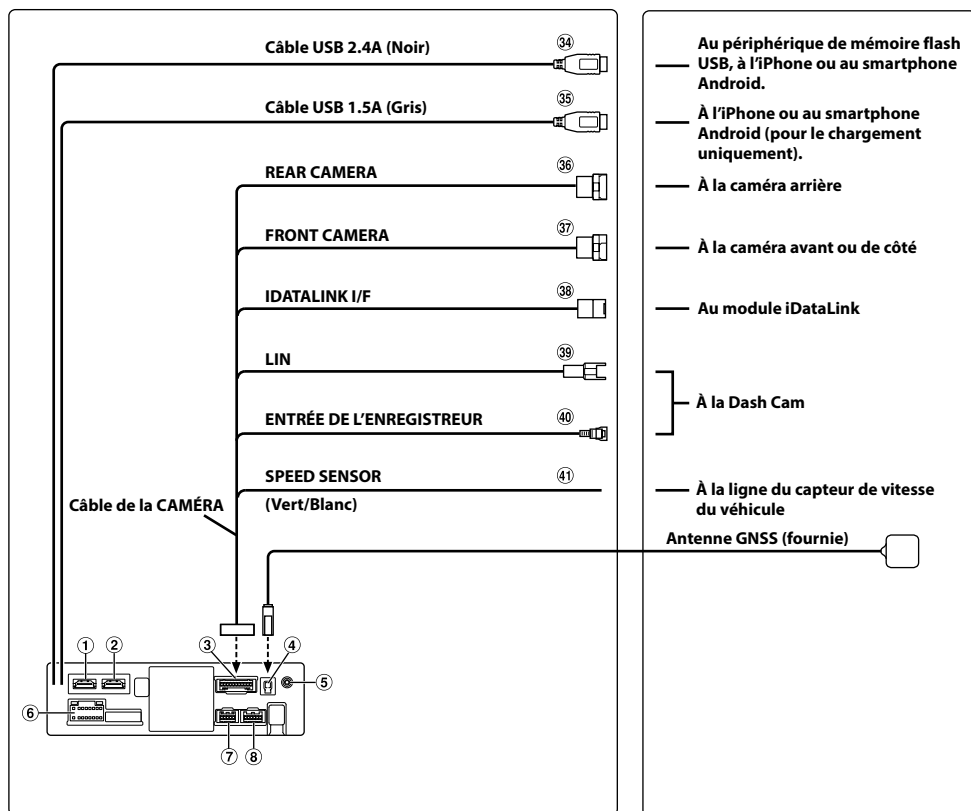 Câble USB 2.4A (Noir)
㉞
Au périphérique de mémoire flash
USB, à l'iPhone ou au smartphone
Android.
Câble USB 1.5A (Gris)
㉟
À l'iPhone ou au smartphone
Android (pour le chargement
uniquement).
REAR CAMERA
㊱
À la caméra arrière
FRONT CAMERA
㊲
À la caméra avant ou de côté
IDATALINK I/F
㊳
Au module iDataLink
LIN
㊴
À la Dash Cam
ENTRÉE DE L'ENREGISTREUR
㊵
SPEED SENSOR
(Vert/Blanc)
㊶
À la ligne du capteur de vitesse
du véhicule
Câble de la CAMÉRA
Antenne GNSS (fournie)
①
②
③
④
⑤
⑥
⑦
⑧